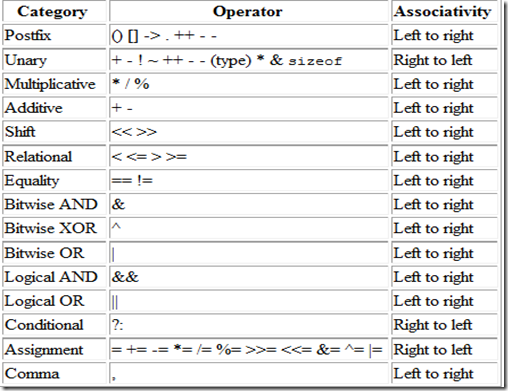 Category Operator Associativity
Postfix () [] -> . ++ - - Left to right
Unary + - ! ~ ++ - - (type) * & sizeof Right to left
Multiplicative * / % Left to right
Additive + - Left to right
Shift << >> Left to right
Relational < <= > >= Left to right
Equality == != Left to right
Bitwise AND & Left to right
Bitwise XOR ^ Left to right
Bitwise OR | Left to right
Logical AND && Left to right
Logical OR || Left to right
Conditional ?: Right to left
Assignment = += -= *= /= %= >>= <<= &= ^= |= Right to left
Comma , Left to right